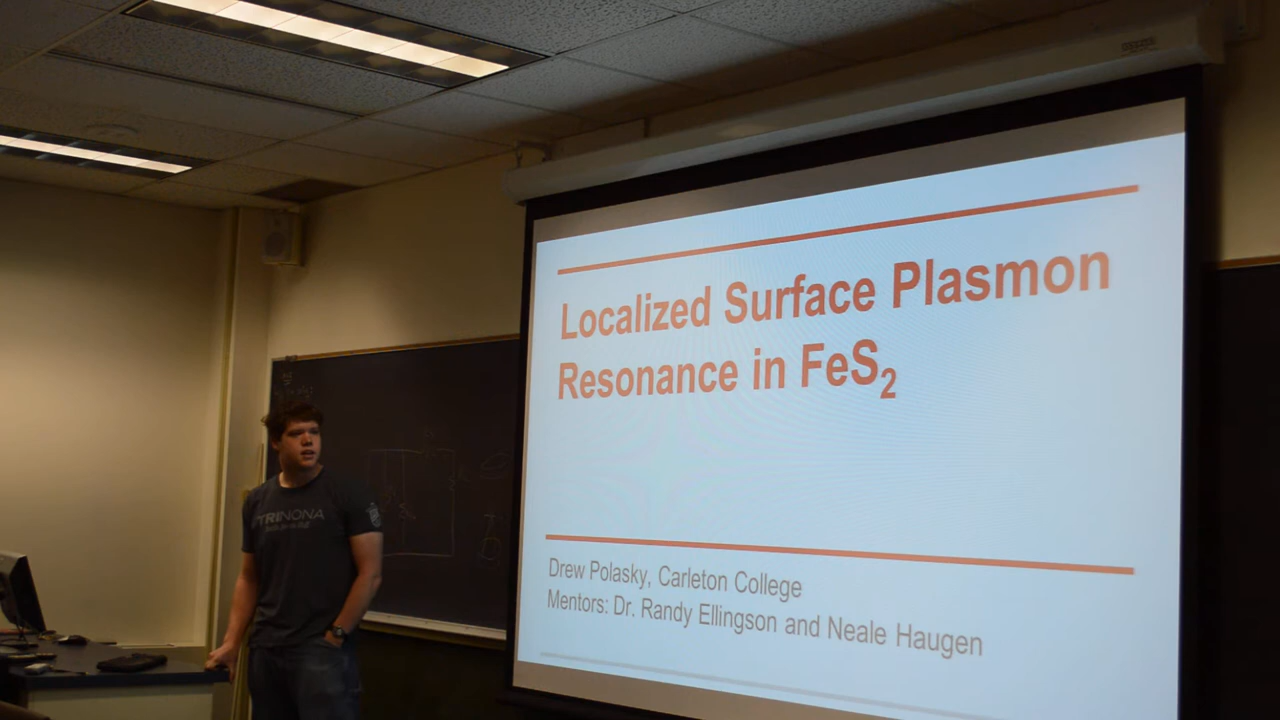 Localized Surface Plasmon
Resonance in FeS₂
Drew Polasky, Carleton College
Mentors: Dr. Randy Ellingson and Neale Haugen
TRINONA